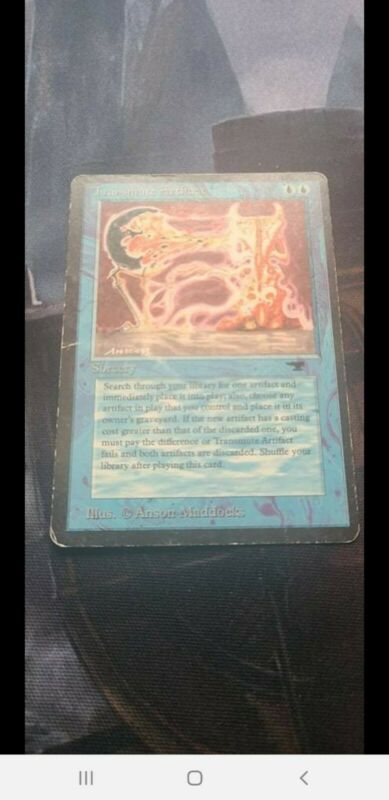 Transmute Artifact
Sorcery
Search through your library for one artifact and
immediately place it into play; also, choose any
artifact in play that you control and place it in its
owner's graveyard. If the new artifact has a casting
cost greater than that of the discarded one, you
must pay the difference or Transmute Artifact
fails and both artifacts are discarded. Shuffle your
library after playing this card.
Illus. © Anson Maddocks